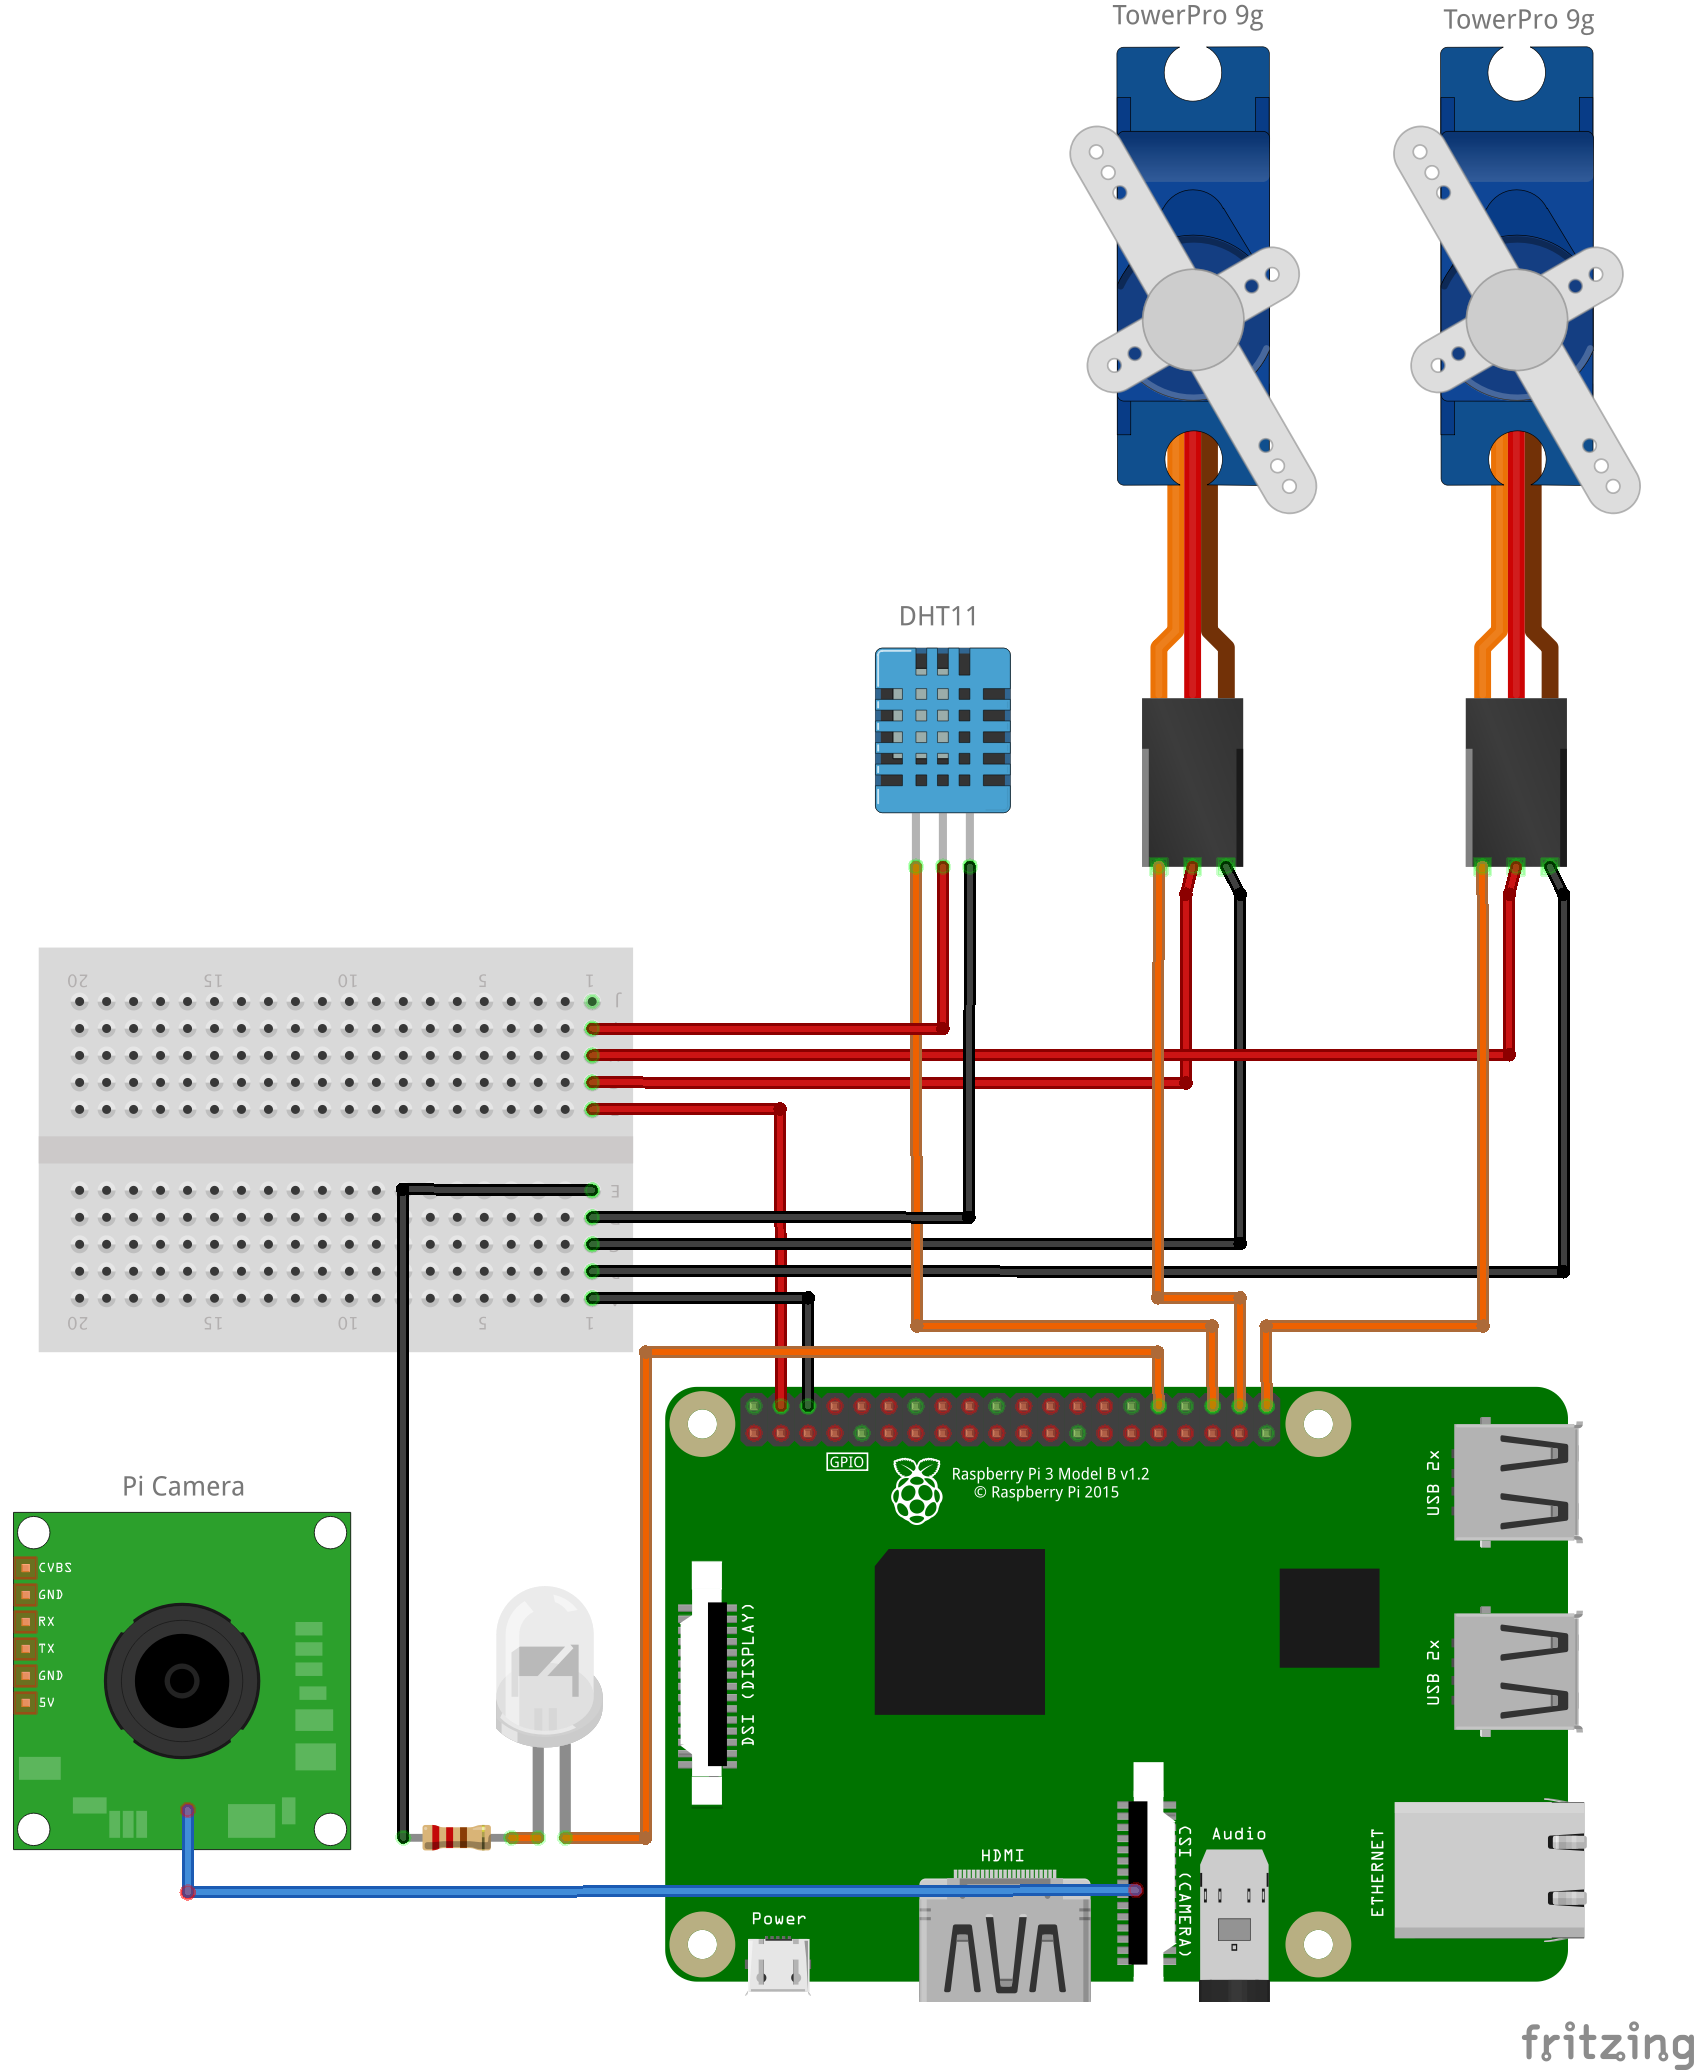 TowerPro 9g
TowerPro 9g
DHT11
20 15 10 5 1
J
E
20 15 10 5 1
GPIO
Raspberry Pi 3 Model B v1.2
© Raspberry Pi 2015
USB 2x
Pi Camera
CVBS
GND
RX
TX
GND
5V
DSI (DISPLAY)
USB 2x
HDMI
CSI (CAMERA)
Audio
ETHERNET
Power
fritzing